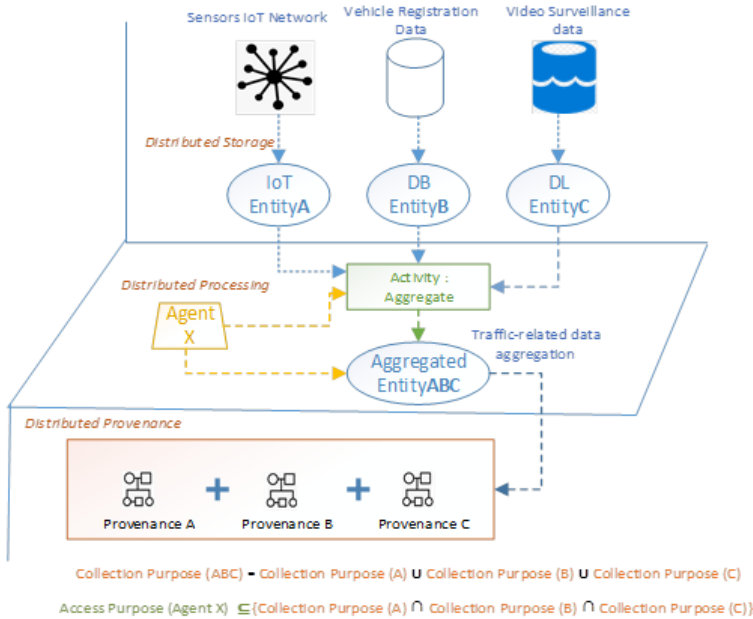 Sensors IoT Network
Vehicle Registration
Data
Video Surveillance
data
Distributed Storage
IoT
EntityA
DB
EntityB
DL
EntityC
Distributed Processing
Activity :
Aggregate
Agent
X
Traffic-related data
aggregation
Aggregated
EntityABC
Distributed Provenance
Provenance A
+
Provenance B
+
Provenance C
Collection Purpose (ABC) = Collection Purpose (A) ∪ Collection Purpose (B) ∪ Collection Purpose (C)
Access Purpose (Agent X) ⊆{Collection Purpose (A) ∩ Collection Purpose (B) ∩ Collection Purpose (C)}